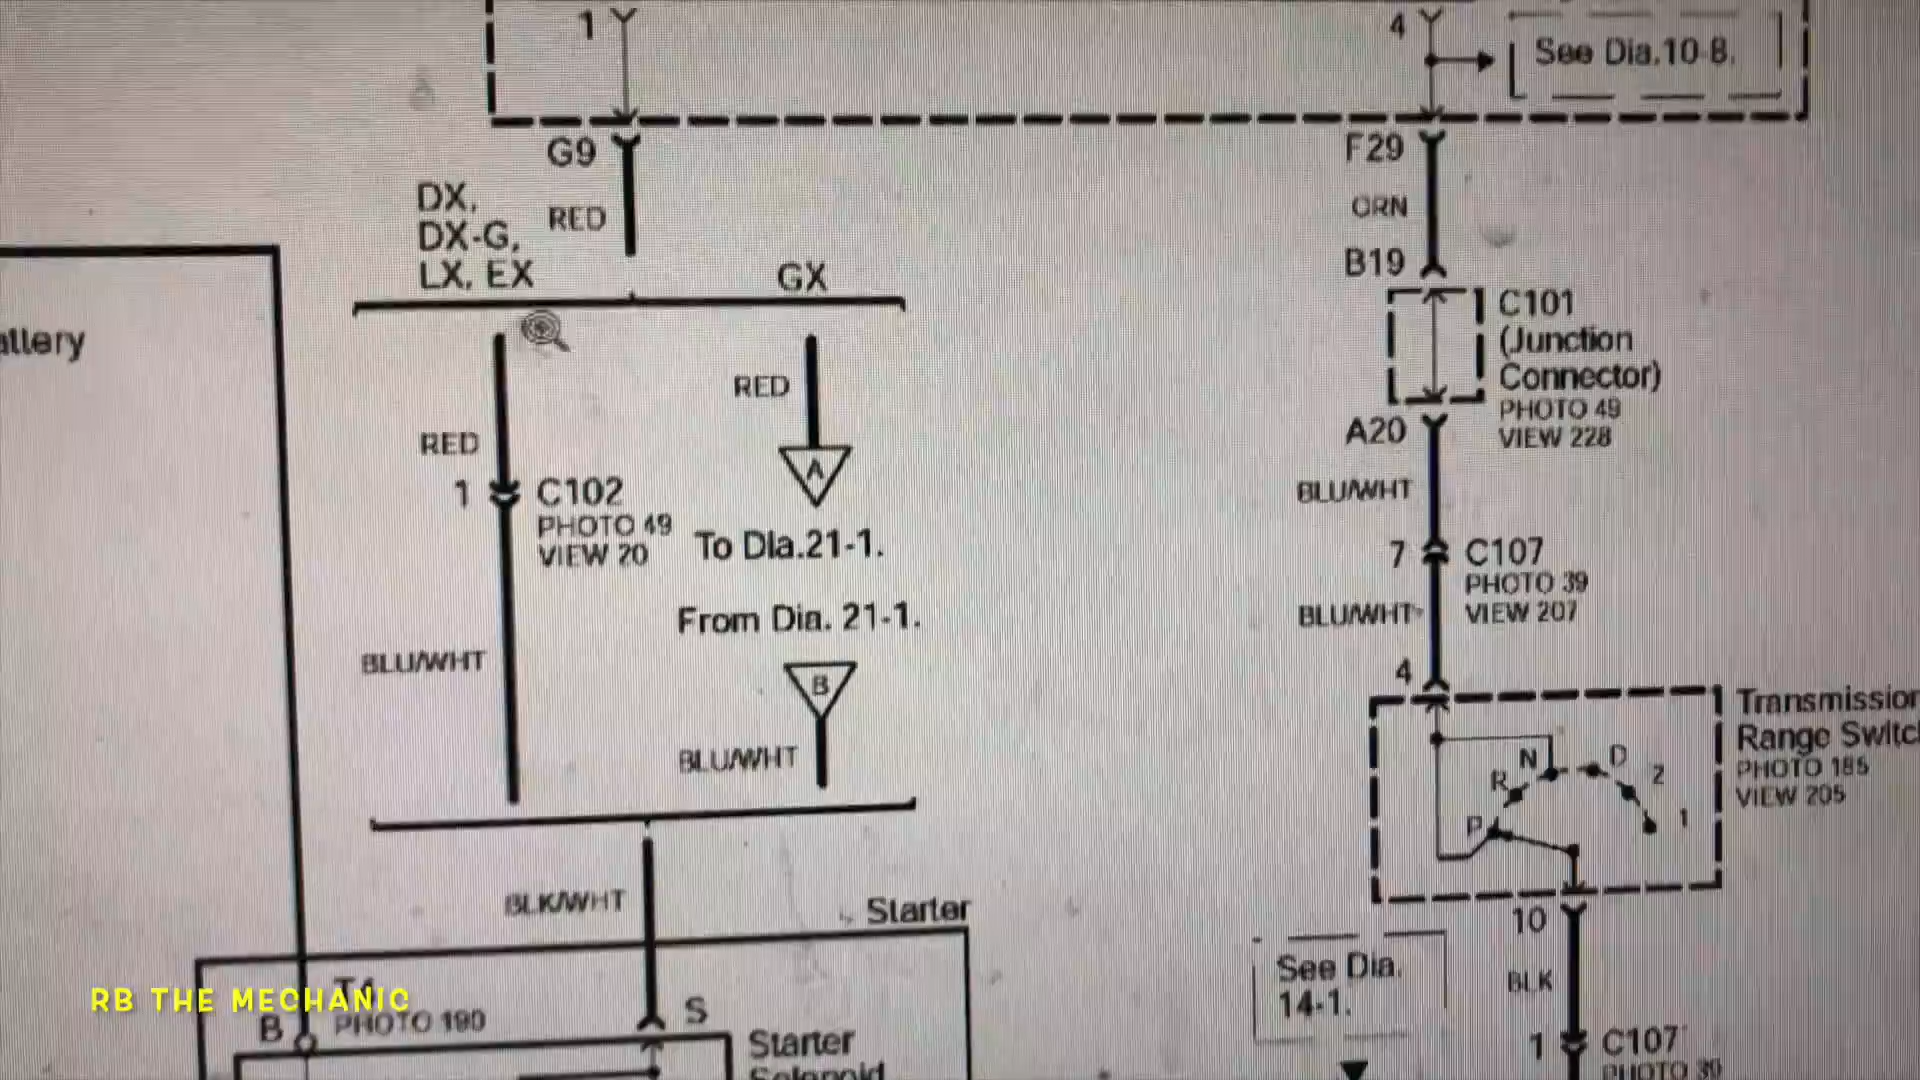 1
4
See Dia.10-8.
G9
F29
DX,
DX-G,
LX, EX
RED
GX
ORN
B19
C101
(Junction
Connector)
PHOTO 49
VIEW 228
RED
A20
RED
1
C102
PHOTO 49
VIEW 20
A
To Dia.21-1.
BLU/WHT
7
C107
PHOTO 39
VIEW 207
From Dia. 21-1.
BLU/WHT
4
BLU/WHT
B
BLU/WHT
Transmission
Range Switc
PHOTO 185
VIEW 205
N
D
R
2
P
1
BLK/WHT
Starter
10
See Dia.
14-1.
BLK
RB THE MECHANIC
B
PHOTO 190
S
Starter
Solenoid
1
C107
PHOTO 39